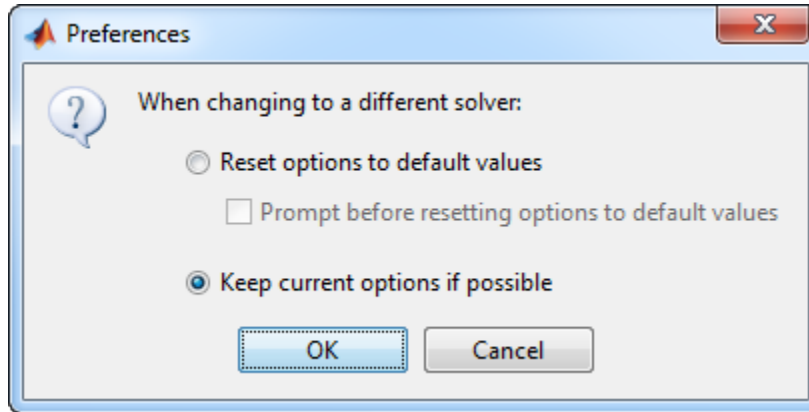 Preferences
When changing to a different solver:
Reset options to default values
Prompt before resetting options to default values
Keep current options if possible
OK Cancel